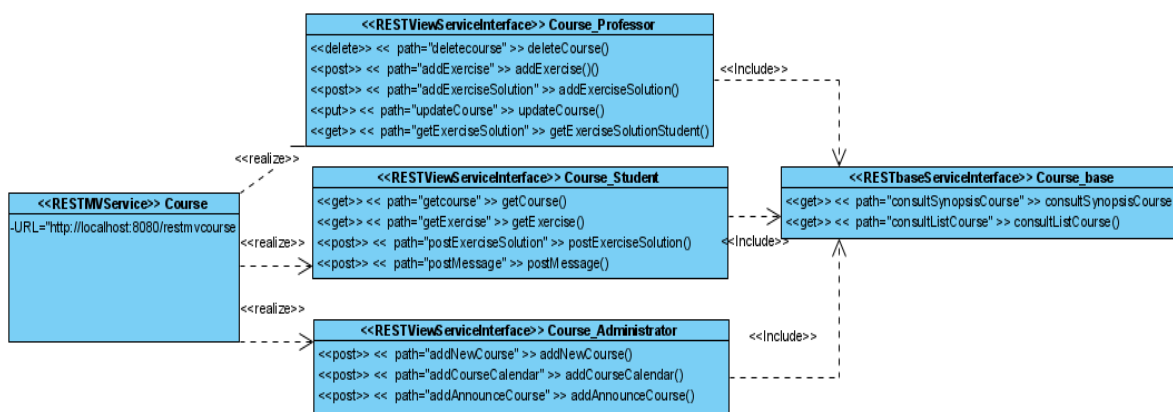 <<RESTViewServiceInterface>> Course_Professor
<<delete>> << path="deletecourse" >> deleteCourse()
<<post>> << path="addExercise" >> addExercise()()
<<post>> << path="addExerciseSolution" >> addExerciseSolution()
<<put>> << path="updateCourse" >> updateCourse()
<<get>> << path="getExerciseSolution" >> getExerciseSolutionStudent()
<<Include>>
<<realize>>
<<RESTMVService>> Course
-URL="http://localhost:8080/restmvcourse
<<realize>>
<<realize>>
<<RESTViewServiceInterface>> Course_Student
<<get>> << path="getcourse" >> getCourse()
<<get>> << path="getExercise" >> getExercise()
<<post>> << path="postExerciseSolution" >> postExerciseSolution()
<<post>> << path="postMessage" >> postMessage()
<<Include>>
<<RESTbaseServiceInterface>> Course_base
<<get>> << path="consultSynopsisCourse" >> consultSynopsisCourse
<<get>> << path="consultListCourse" >> consultListCourse()
<<RESTViewServiceInterface>> Course_Administrator
<<post>> << path="addNewCourse" >> addNewCourse()
<<post>> << path="addCourseCalendar" >> addCourseCalendar()
<<post>> << path="addAnnounceCourse" >> addAnnounceCourse()
<<Include>>